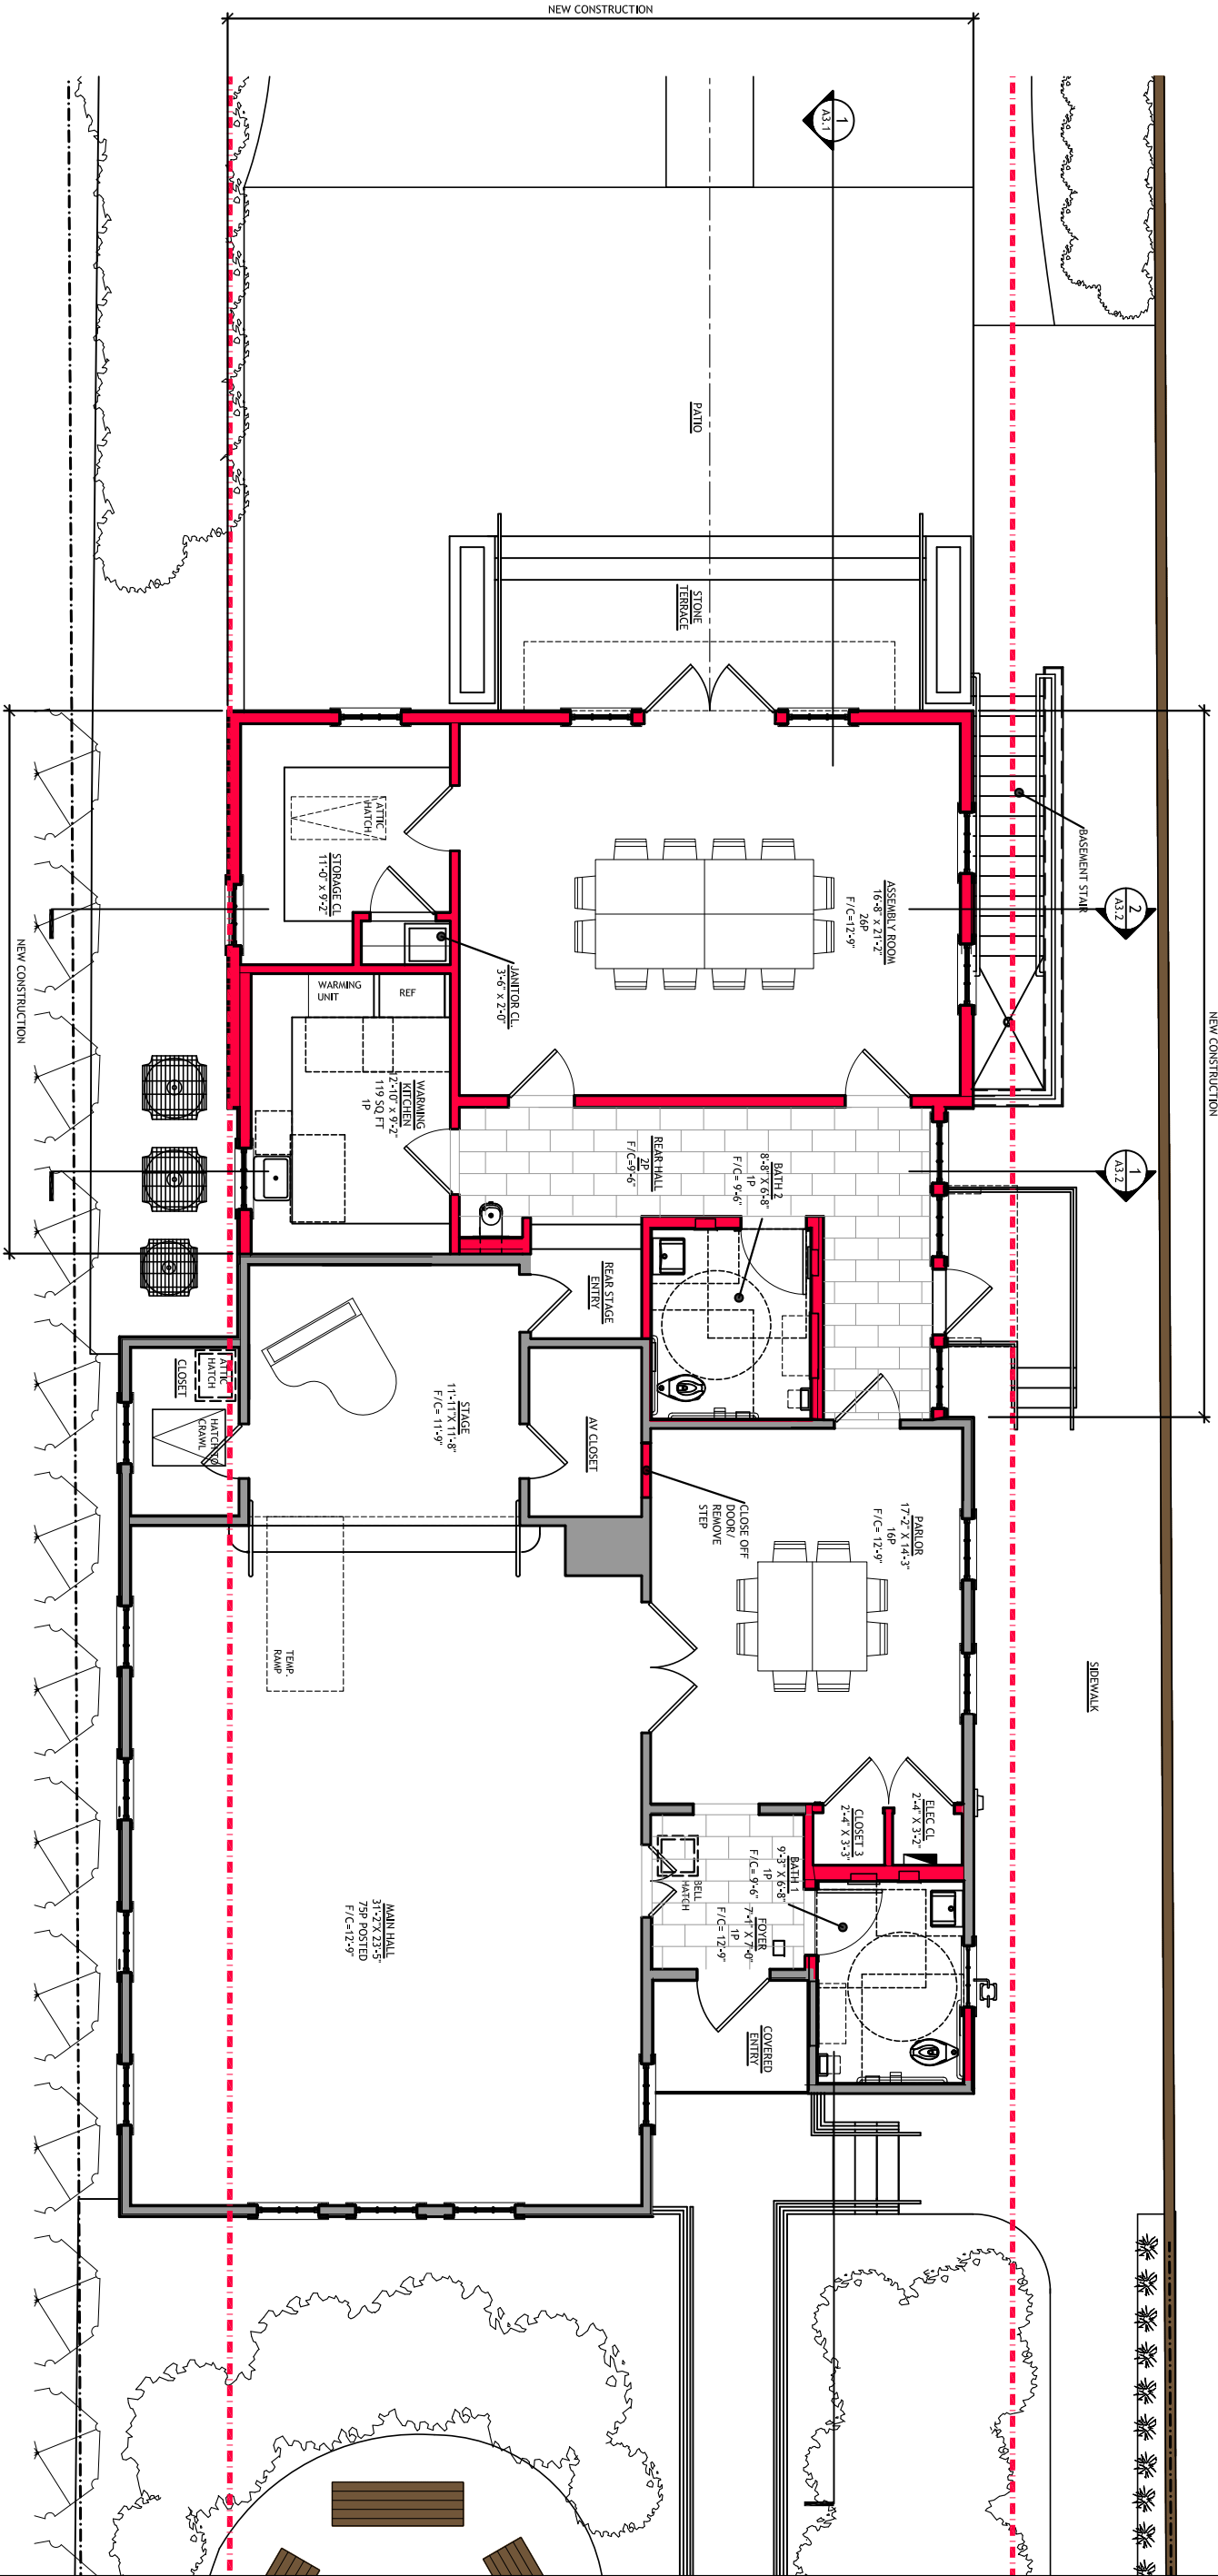 NEW CONSTRUCTION
1
A3.1
PATIO
STONE
TERRACE
BASEMENT STAIR
2
A3.2
NEW CONSTRUCTION
ASSEMBLY ROOM
16'-8" x 21'-2"
26P
F/C=12'-9"
ATTIC
HATCH
STORAGE CL
11'-0" x 9'-2"
JANITOR CL.
3'-6" x 2'-0"
NEW CONSTRUCTION
WARMING
UNIT
REF
WARMING
KITCHEN
12'-10" x 9'-2"
119 SQ FT
1P
REAR HALL
2P
F/C=9'-6"
BATH 2
8'-8" X 6'-8"
1P
F/C= 9'-6"
1
A3.2
REAR STAGE
ENTRY
ATTIC
HATCH
CLOSET
HATCH TO
CRAWL
STAGE
11'-11" X 11'-8"
F/C= 11'-9"
AV CLOSET
CLOSE OFF
DOOR/
REMOVE
STEP
PARLOR
17'-2" X 14'-3"
16P
F/C= 12'-9"
TEMP.
RAMP
SIDEWALK
ELEC CL
2'-4" X 3'-2"
CLOSET 3
2'-4" X 3'-3"
BATH 1
9'-3" X 6'-8"
1P
F/C= 9'-6"
BELL
HATCH
FOYER
7'-1" X 7'-0"
1P
F/C= 12'-9"
MAIN HALL
31'-2"X 23'-5"
75P POSTED
F/C=12'-9"
COVERED
ENTRY